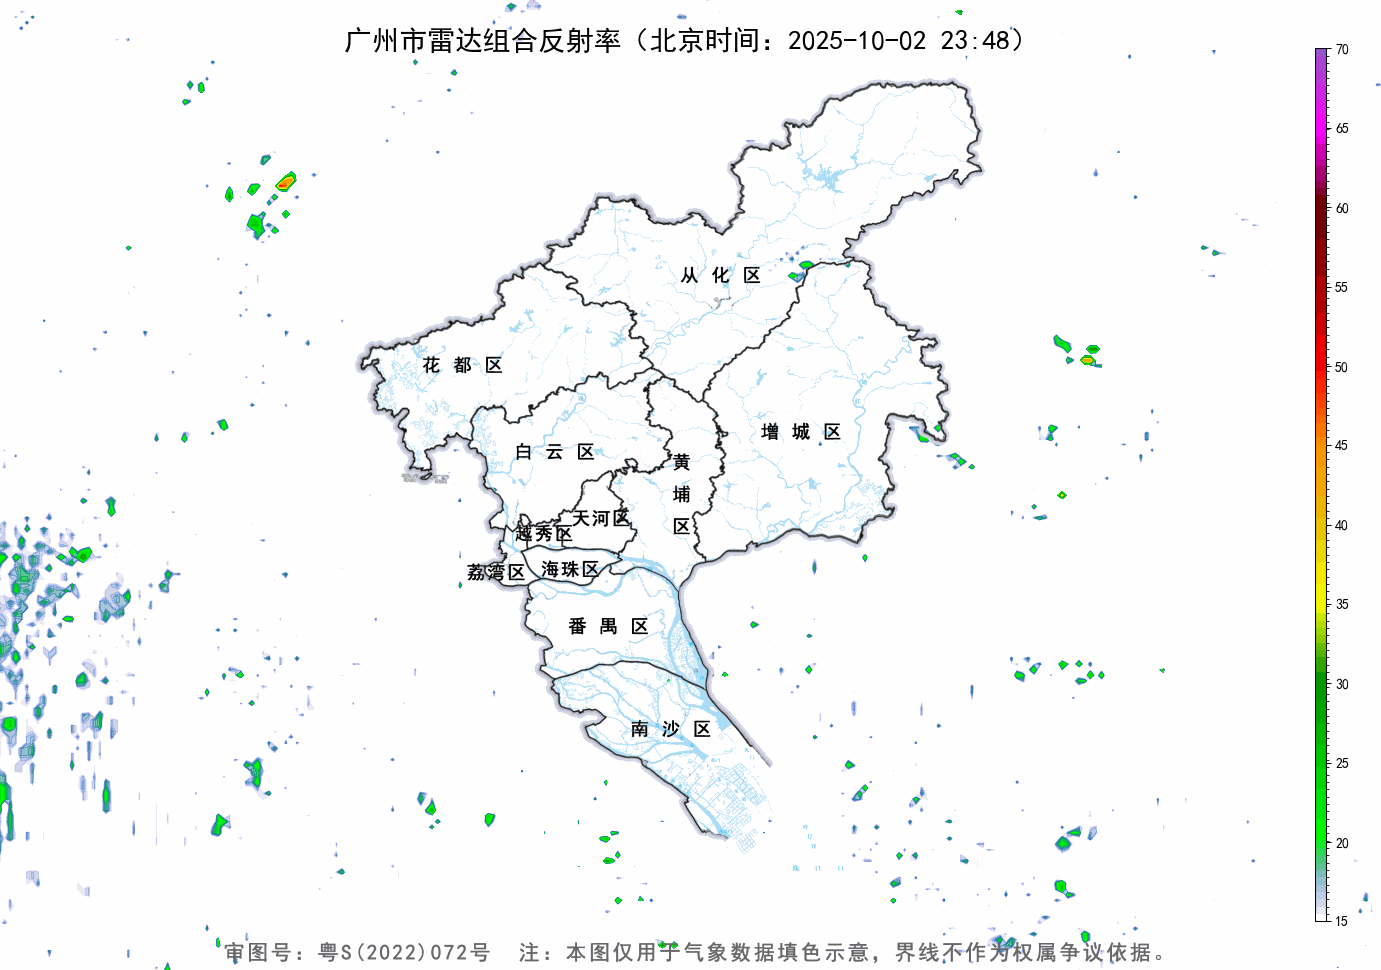 广州市雷达组合反射率（北京时间：2025-10-02 23:48）
70
65
60
55
50
45
40
35
30
25
20
15
从化区
花都区
增城区
白云区
黄埔区
天河区
越秀区
荔湾区
海珠区
番禺区
南沙区
审图号：粤S(2022)072号 注：本图仅用于气象数据填色示意，界线不作为权属争议依据。